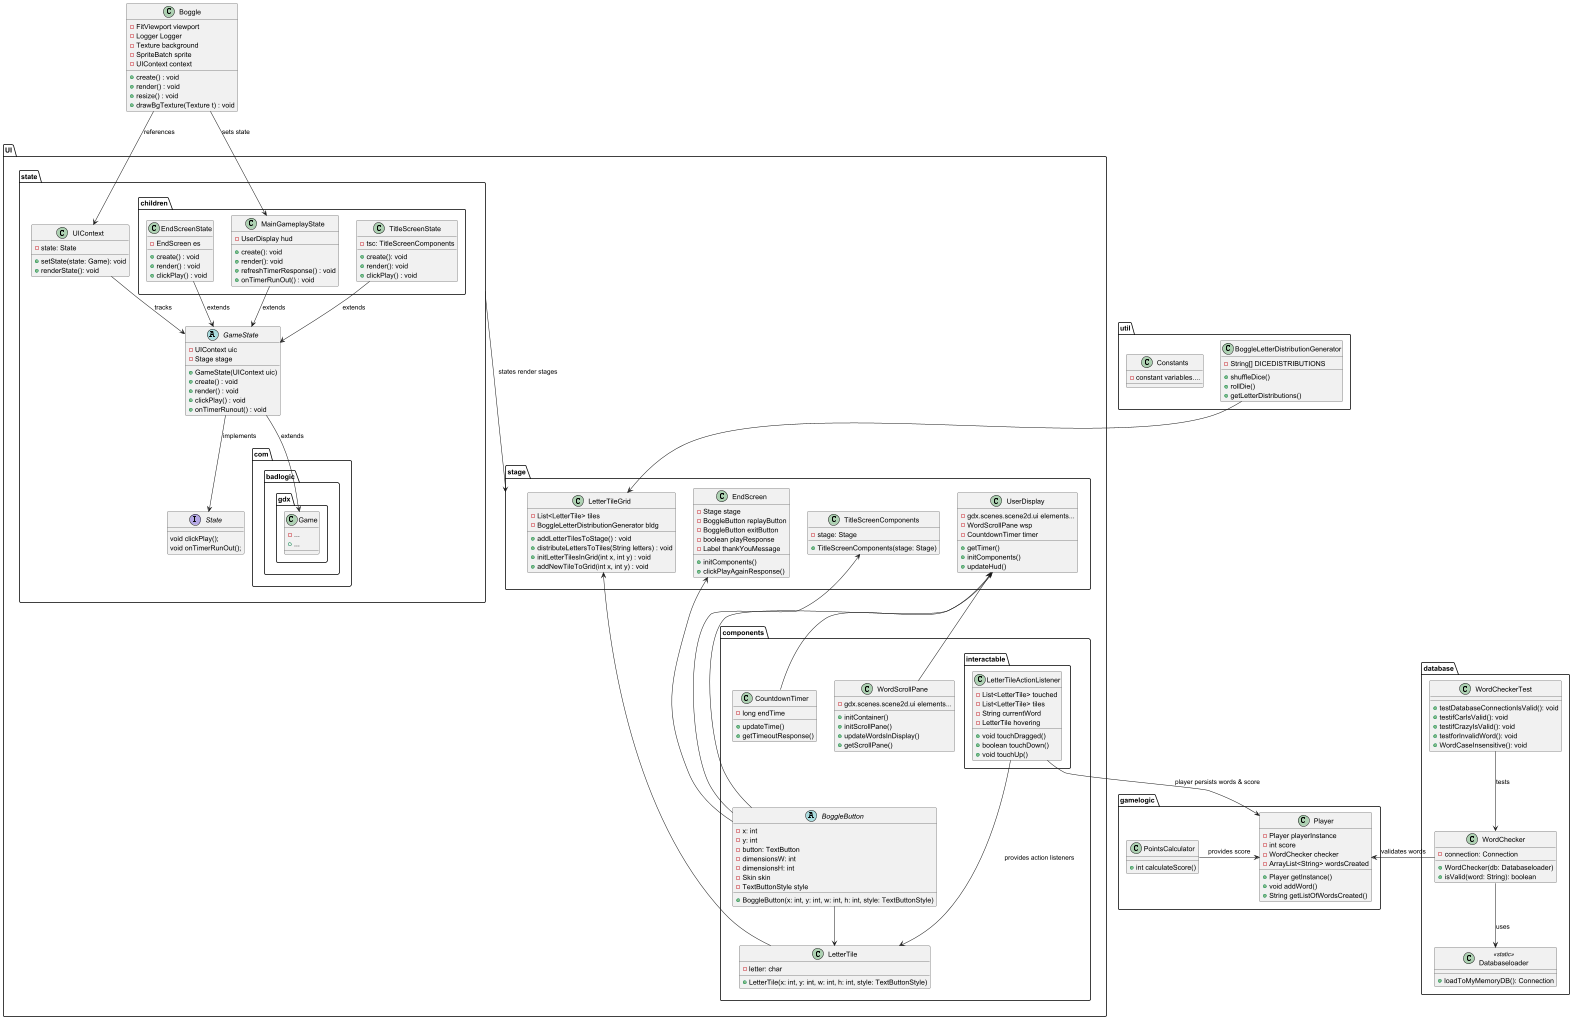 Boggle
FitViewport viewport
Logger Logger
Texture background
SpriteBatch sprite
UIContext context
create() : void
render() : void
resize() : void
drawBgTexture(Texture t) : void
references
sets state
UI
state
UIContext
state: State
setState(state: Game): void
renderState(): void
children
EndScreenState
EndScreen es
create() : void
render() : void
clickPlay() : void
MainGameplayState
UserDisplay hud
create(): void
render(): void
refreshTimerResponse() : void
onTimerRunOut() : void
TitleScreenState
tsc: TitleScreenComponents
create(): void
render(): void
clickPlay() : void
tracks
extends
extends
extends
GameState
UIContext uic
Stage stage
GameState(UIContext uic)
create() : void
render() : void
clickPlay() : void
onTimerRunout() : void
implements
extends
State
void clickPlay();
void onTimerRunOut();
com
badlogic
gdx
Game
...
...
states render stages
util
Constants
constant variables....
BoggleLetterDistributionGenerator
String[] DICEDISTRIBUTIONS
shuffleDice()
rollDie()
getLetterDistributions()
stage
LetterTileGrid
List<LetterTile> tiles
BoggleLetterDistributionGenerator bldg
addLetterTilesToStage() : void
distributeLettersToTiles(String letters) : void
initLetterTilesInGrid(int x, int y) : void
addNewTileToGrid(int x, int y) : void
EndScreen
Stage stage
BoggleButton replayButton
BoggleButton exitButton
boolean playResponse
Label thankYouMessage
initComponents()
clickPlayAgainResponse()
TitleScreenComponents
stage: Stage
TitleScreenComponents(stage: Stage)
UserDisplay
gdx.scenes.scene2d.ui elements...
WordScrollPane wsp
CountdownTimer timer
getTimer()
initComponents()
updateHud()
components
CountdownTimer
long endTime
updateTime()
getTimeoutResponse()
WordScrollPane
gdx.scenes.scene2d.ui elements...
initContainer()
initScrollPane()
updateWordsInDisplay()
getScrollPane()
interactable
LetterTileActionListener
List<LetterTile> touched
List<LetterTile> tiles
String currentWord
LetterTile hovering
void touchDragged()
boolean touchDown()
void touchUp()
BoggleButton
x: int
y: int
button: TextButton
dimensionsW: int
dimensionsH: int
Skin skin
TextButtonStyle style
BoggleButton(x: int, y: int, w: int, h: int, style: TextButtonStyle)
provides action listeners
LetterTile
letter: char
LetterTile(x: int, y: int, w: int, h: int, style: TextButtonStyle)
player persists words & score
gamelogic
PointsCalculator
int calculateScore()
provides score
Player
Player playerInstance
int score
WordChecker checker
ArrayList<String> wordsCreated
Player getInstance()
void addWord()
String getListOfWordsCreated()
validates words
database
WordCheckerTest
testDatabaseConnectionIsValid(): void
testifCarIsValid(): void
testifCrazyIsValid(): void
testforInvalidWord(): void
WordCaseInsensitive(): void
tests
WordChecker
connection: Connection
WordChecker(db: Databaseloader)
isValid(word: String): boolean
uses
«static»
Databaseloader
loadToMyMemoryDB(): Connection